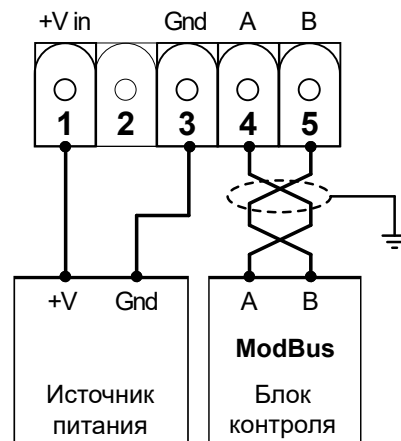 +V in Gnd A B
1 2 3 4 5
+V Gnd A B
ModBus
Источник Блок
питания контроля